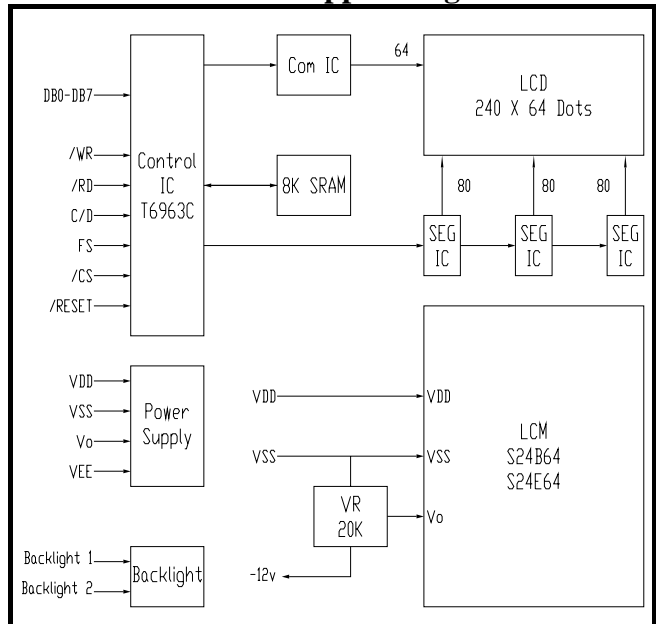 Com IC
64
LCD
240 X 64 Dots
DB0-DB7
/WR
/RD
C/D
FS
/CS
/RESET
Control
IC
T6963C
8K SRAM
80
80
80
SEG
IC
SEG
IC
SEG
IC
VDD
VSS
Vo
VEE
Power
Supply
VDD
VSS
VR
20K
-12v
VDD
VSS
Vo
LCM
S24B64
S24E64
Backlight 1
Backlight 2
Backlight